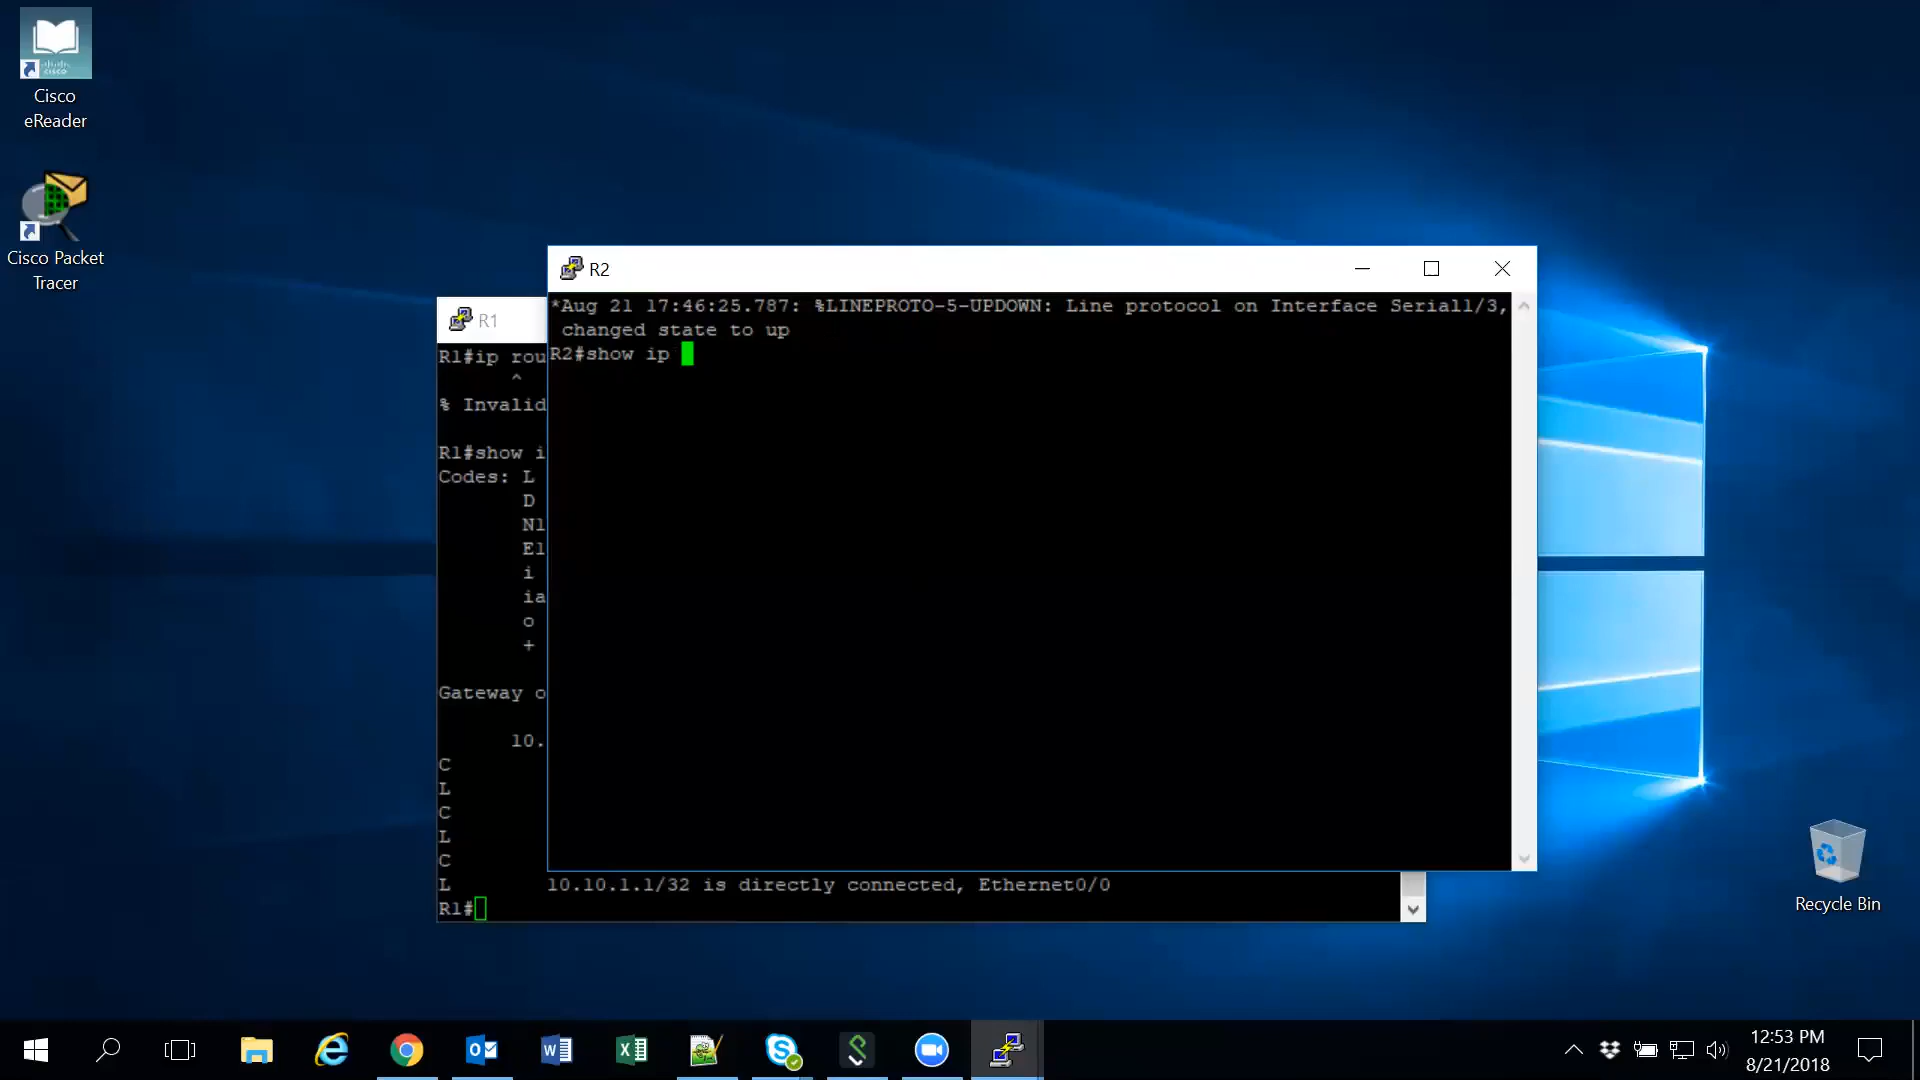 Cisco
eReader
Cisco Packet
Tracer
R2
*Aug 21 17:46:25.787: %LINEPROTO-5-UPDOWN: Line protocol on Interface Serial1/3,
changed state to up
R2#show ip
R1
R1#ip rou
^
% Invalid
R1#show i
Codes: L
D
N1
E1
i
ia
o
+
Gateway o
10.
C
L
C
L
C
L 10.10.1.1/32 is directly connected, Ethernet0/0
R1#
Recycle Bin
12:53 PM
8/21/2018